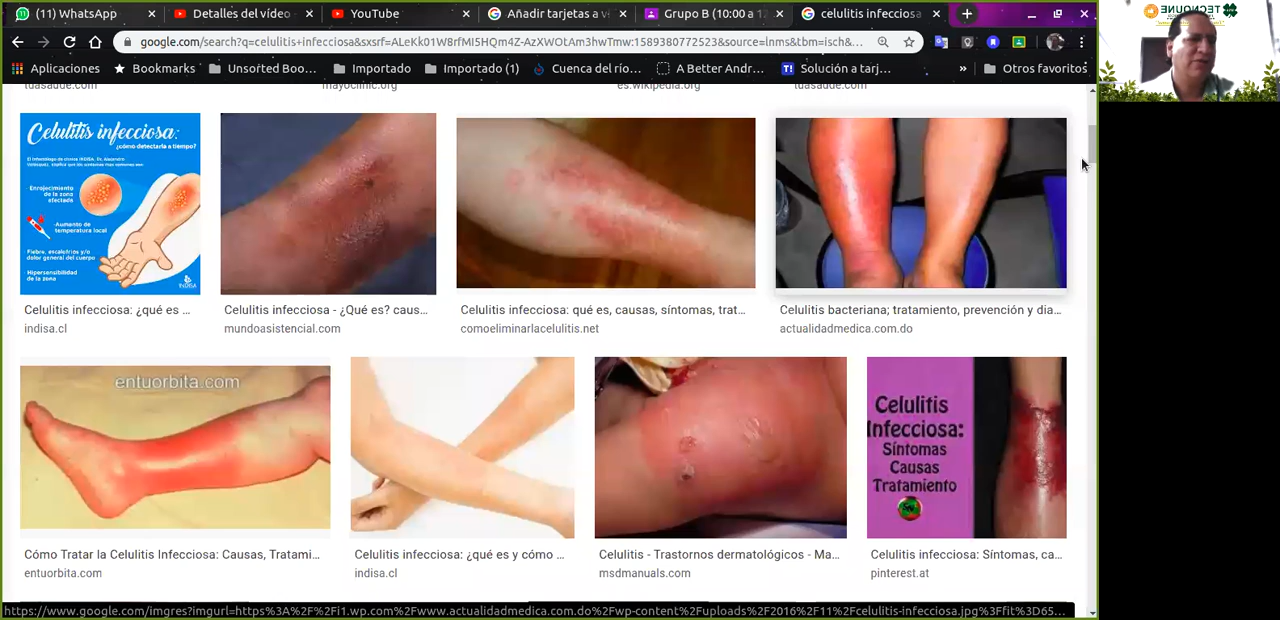 (11) WhatsApp
Detalles del vídeo
YouTube
Añadir tarjetas a v
Grupo B (10:00 a 1
celulitis infecciosa
google.com/search?q=celulitis+infecciosa&sxsrf=ALeKk01W8rfMI5HQm4Z-AzXWOtAm3hwTmw:1589380772523&source=lnms&tbm=isch&...
Aplicaciones
Bookmarks
Unsorted Boo...
Importado
Importado (1)
Cuenca del río...
A Better Andr...
T! Solución a tarj...
»
Otros favoritos
tuasaude.com
mayoclinic.org
es.wikipedia.org
tuasaude.com
Celulitis infecciosa:
¿cómo detectarla a tiempo?
Enrojecimiento
de la zona
afectada
Aumento de
temperatura local
Fiebre, escalofríos y/o
dolor general del cuerpo
Hipersensibilidad
de la zona
INDISA
Celulitis infecciosa: ¿qué es ...
indisa.cl
Celulitis infecciosa - ¿Qué es? caus...
mundoasistencial.com
Celulitis infecciosa: qué es, causas, síntomas, trat...
comoeliminarlacelulitis.net
Celulitis bacteriana; tratamiento, prevención y dia...
actualidadmedica.com.do
entuorbita.com
Celulitis
Infecciosa:
Síntomas
Causas
Tratamiento
Cómo Tratar la Celulitis Infecciosa: Causas, Tratami...
entuorbita.com
Celulitis infecciosa: ¿qué es y cómo ...
indisa.cl
Celulitis - Trastornos dermatológicos - Ma...
msdmanuals.com
Celulitis infecciosa: Síntomas, ca...
pinterest.at
https://www.google.com/imgres?imgurl=https%3A%2F%2Fi1.wp.com%2Fwww.actualidadmedica.com.do%2Fwp-content%2Fuploads%2F2016%2F11%2Fcelulitis-infecciosa.jpg%3Ffit%3D65...
TECNOUNE